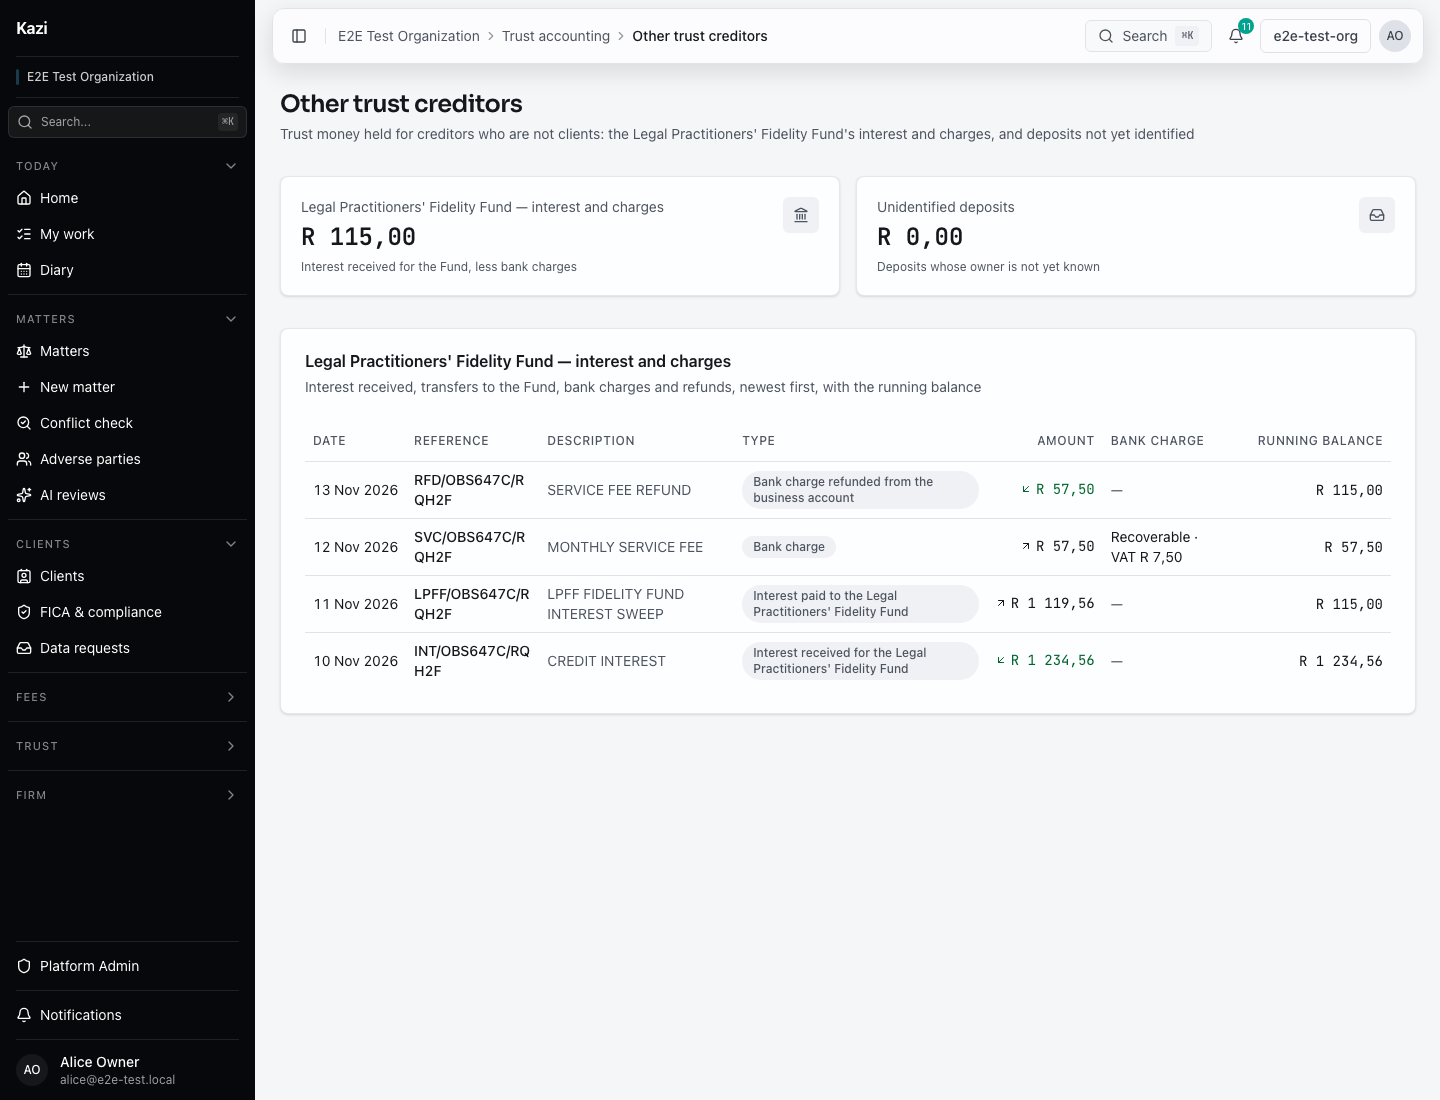 Kazi
E2E Test Organization
Search...
⌘K
TODAY
Home
My work
Diary
MATTERS
Matters
New matter
Conflict check
Adverse parties
AI reviews
CLIENTS
Clients
FICA & compliance
Data requests
FEES
TRUST
FIRM
Platform Admin
Notifications
AO
Alice Owner
alice@e2e-test.local
E2E Test Organization > Trust accounting > Other trust creditors
Search ⌘K
11
e2e-test-org
AO
Other trust creditors
Trust money held for creditors who are not clients: the Legal Practitioners' Fidelity Fund's interest and charges, and deposits not yet identified
Legal Practitioners' Fidelity Fund — interest and charges
R 115,00
Interest received for the Fund, less bank charges
Unidentified deposits
R 0,00
Deposits whose owner is not yet known
Legal Practitioners' Fidelity Fund — interest and charges
Interest received, transfers to the Fund, bank charges and refunds, newest first, with the running balance
DATE REFERENCE DESCRIPTION TYPE AMOUNT BANK CHARGE RUNNING BALANCE
13 Nov 2026
RFD/OBS647C/R
QH2F
SERVICE FEE REFUND
Bank charge refunded from the
business account
R 57,50
—
R 115,00
12 Nov 2026
SVC/OBS647C/R
QH2F
MONTHLY SERVICE FEE
Bank charge
R 57,50
Recoverable ·
VAT R 7,50
R 57,50
11 Nov 2026
LPFF/OBS647C/R
QH2F
LPFF FIDELITY FUND
INTEREST SWEEP
Interest paid to the Legal
Practitioners' Fidelity Fund
R 1 119,56
—
R 115,00
10 Nov 2026
INT/OBS647C/RQ
H2F
CREDIT INTEREST
Interest received for the Legal
Practitioners' Fidelity Fund
R 1 234,56
—
R 1 234,56